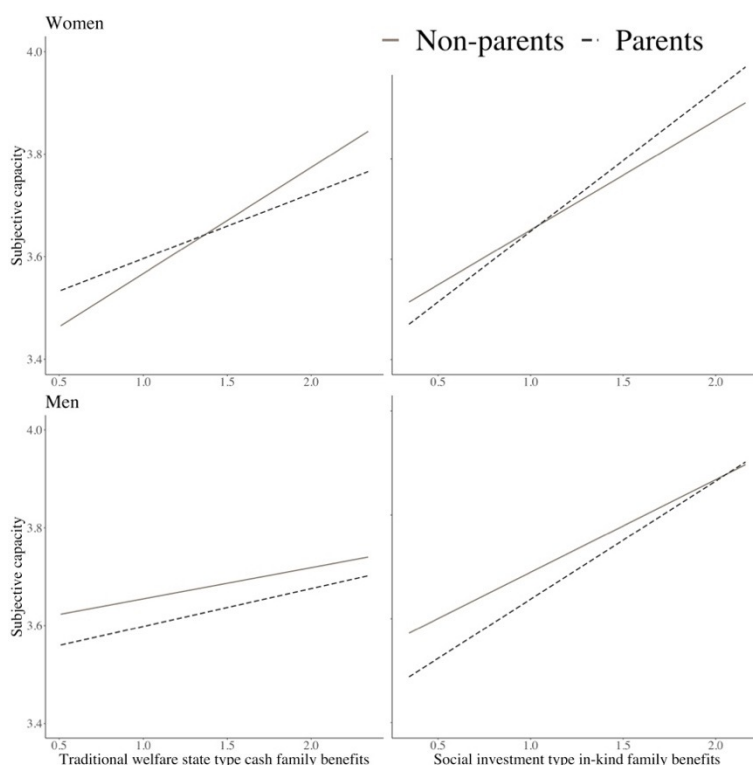 Women
Non-parents
Parents
Subjective capacity
4.0
3.8
3.6
3.4
0.5 1.0 1.5 2.0
0.5 1.0 1.5 2.0
Men
Subjective capacity
4.0
3.8
3.6
3.4
0.5 1.0 1.5 2.0
0.5 1.0 1.5 2.0
Traditional welfare state type cash family benefits
Social investment type in-kind family benefits